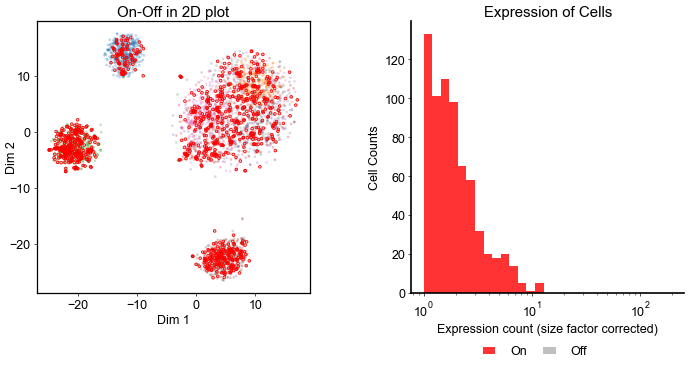 On-Off in 2D plot
Dim 2
10
0
−10
−20
−20
−10
0
10
Dim 1
Expression of Cells
Cell Counts
120
100
80
60
40
20
0
10^0
10^1
10^2
Expression count (size factor corrected)
On
Off